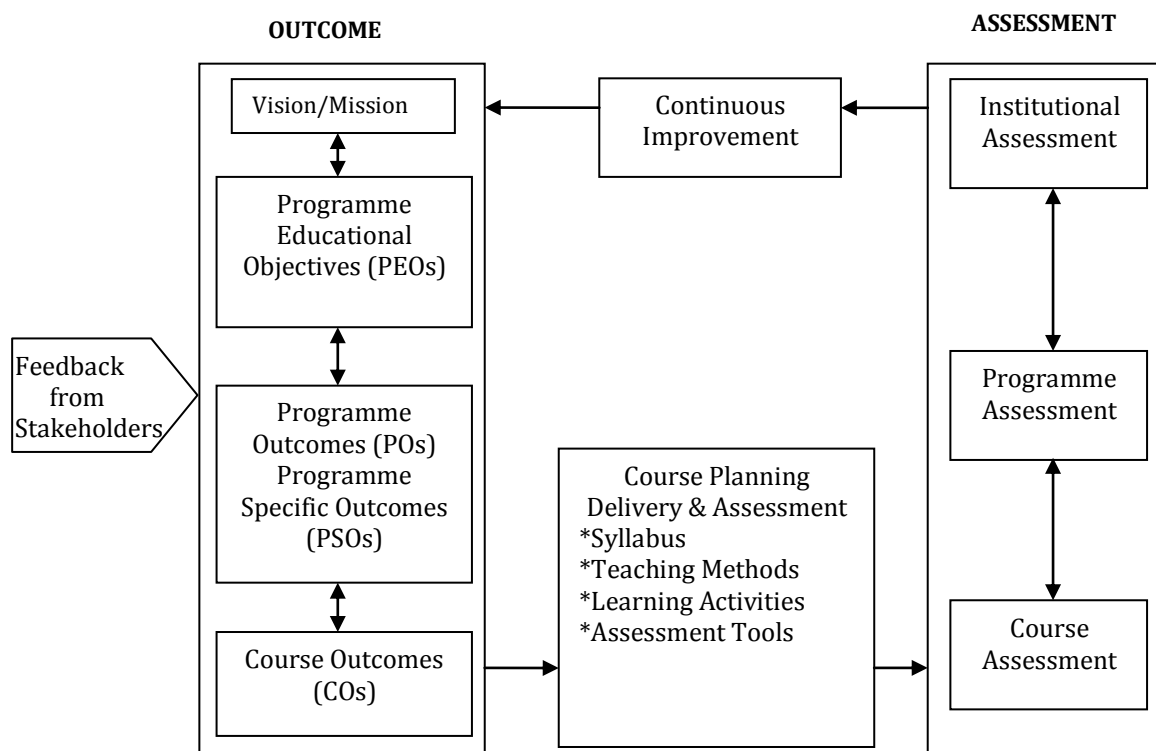 OUTCOME
ASSESSMENT
Vision/Mission
Programme
Educational
Objectives (PEOs)
Programme
Outcomes (POs)
Programme
Specific Outcomes
(PSOs)
Course Outcomes
(COs)
Feedback
from
Stakeholders
Continuous
Improvement
Course Planning
Delivery & Assessment
*Syllabus
*Teaching Methods
*Learning Activities
*Assessment Tools
Institutional
Assessment
Programme
Assessment
Course
Assessment